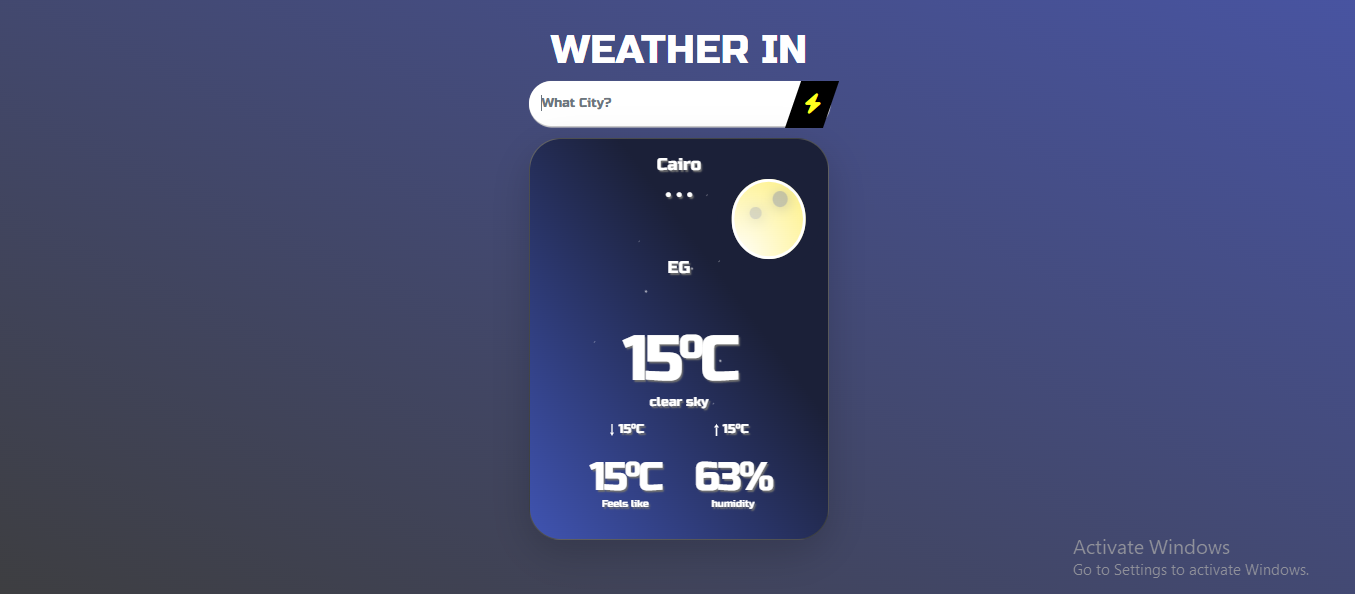 WEATHER IN
What City?
Cairo
...
EG
15ºC
clear sky
↓ 15ºC ↑ 15ºC
15ºC 63%
Feels like humidity
Activate Windows
Go to Settings to activate Windows.